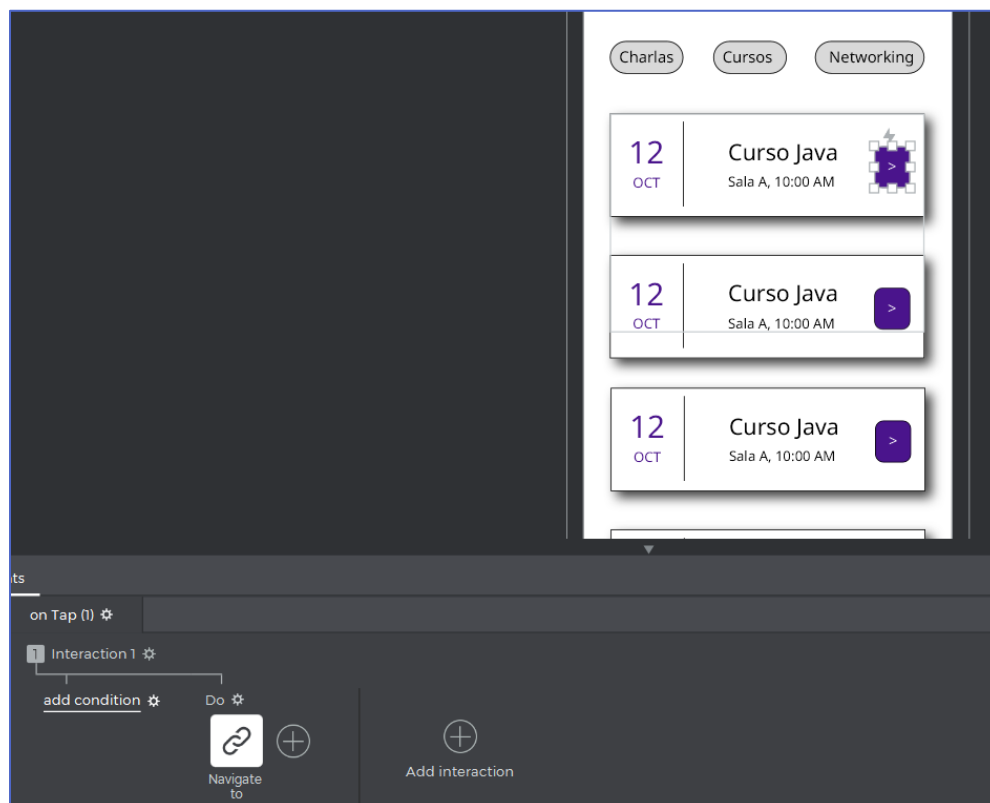 Charlas Cursos Networking
12
OCT
Curso Java
Sala A, 10:00 AM
>
12
OCT
Curso Java
Sala A, 10:00 AM
>
12
OCT
Curso Java
Sala A, 10:00 AM
>
ts
on Tap (1)
1 Interaction 1
add condition Do
Navigate
to
Add interaction